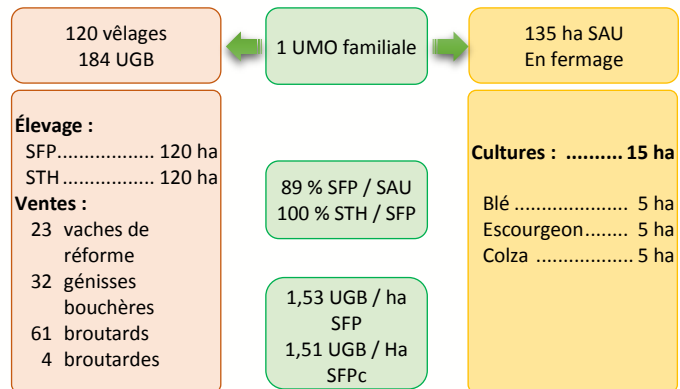 120 vêlages
184 UGB
1 UMO familiale
135 ha SAU
En fermage
Élevage :
SFP.................. 120 ha
STH .................. 120 ha
Ventes :
23 vaches de
réforme
32 génisses
bouchères
61 broutards
4 broutardes
89 % SFP / SAU
100 % STH / SFP
1,53 UGB / ha
SFP
1,51 UGB / Ha
SFPc
Cultures : .......... 15 ha
Blé .................... 5 ha
Escourgeon....... 5 ha
Colza ................. 5 ha